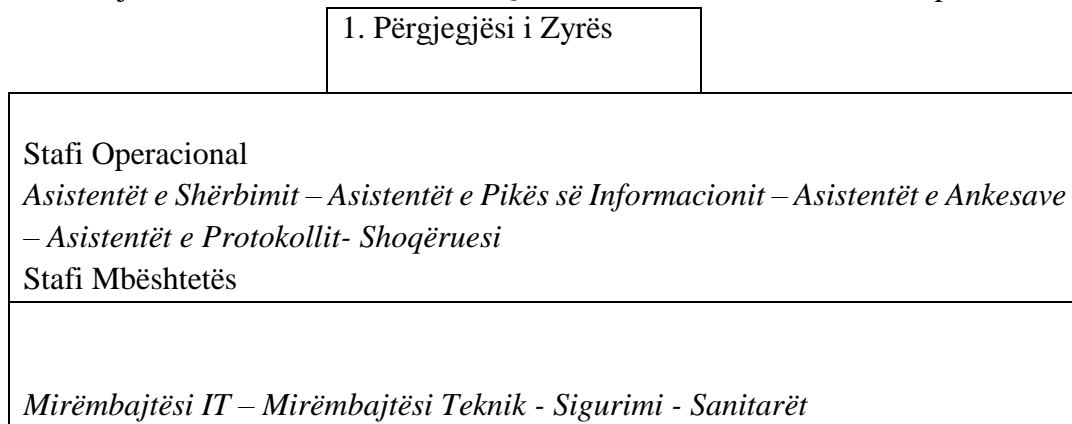 1. Përgjegjësi i Zyrës
Stafi Operacional
Asistentët e Shërbimit – Asistentët e Pikës së Informacionit – Asistentët e Ankesave
– Asistentët e Protokollit- Shoqëruesi
Stafi Mbështetës
Mirëmbajtësi IT – Mirëmbajtësi Teknik - Sigurimi - Sanitarët